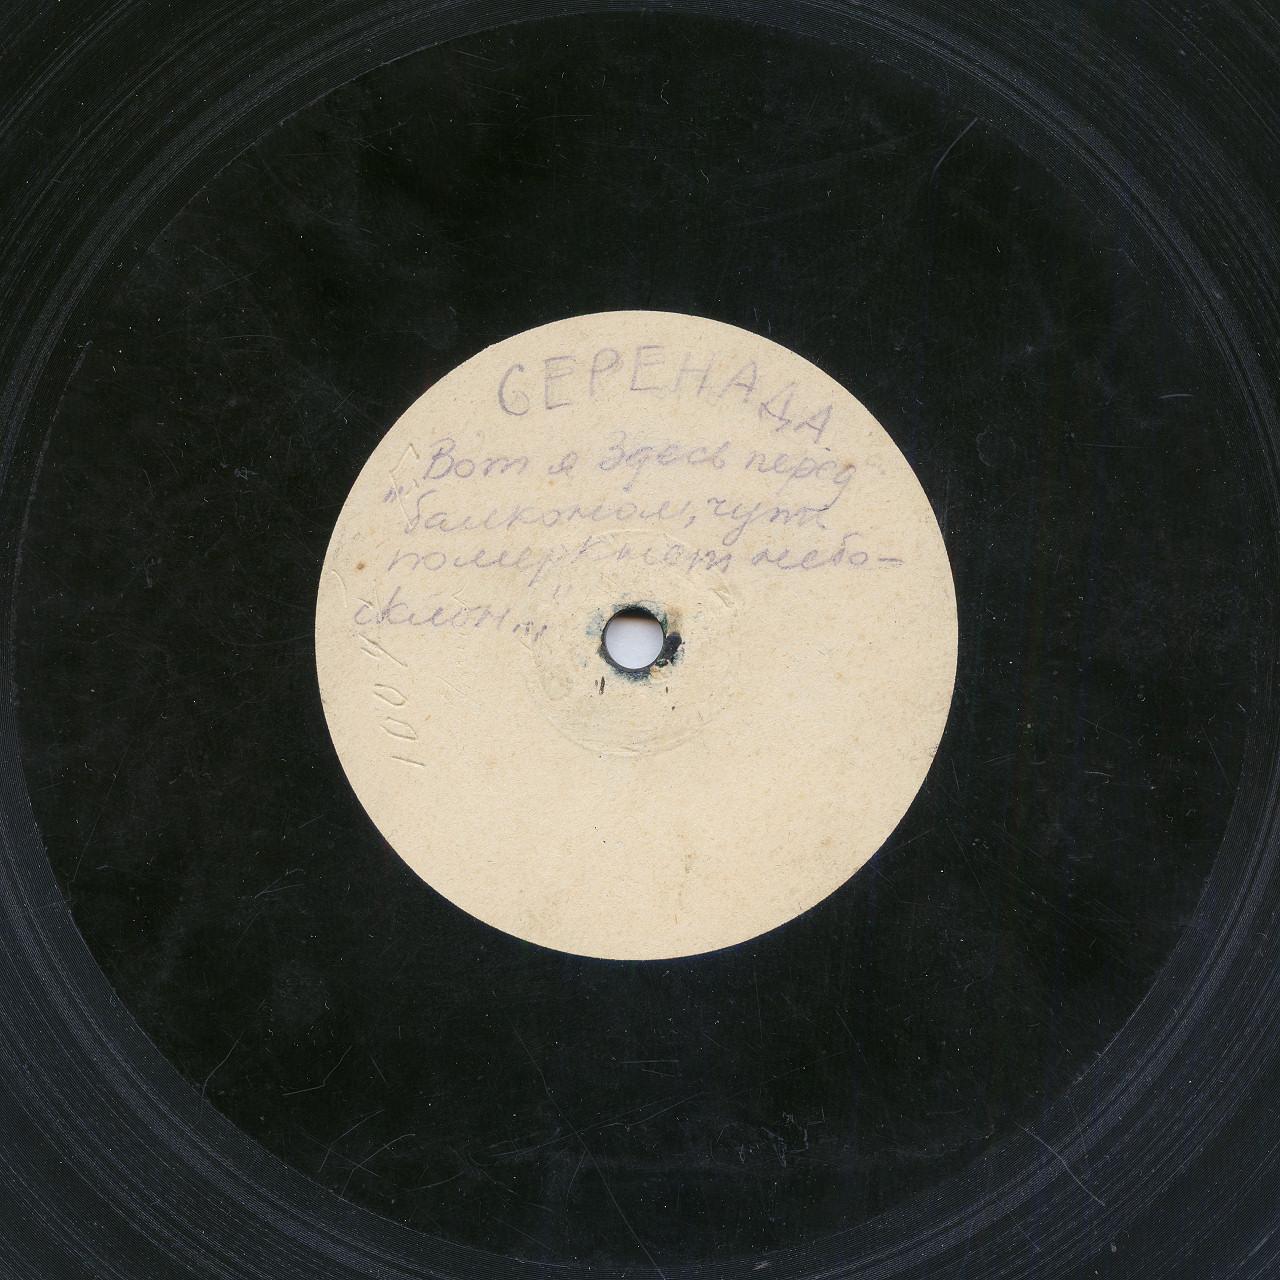 СЕРЕНАДА
„Вот я здесь перед
балконом, чуть
померкнет небо-
склон..."
1004